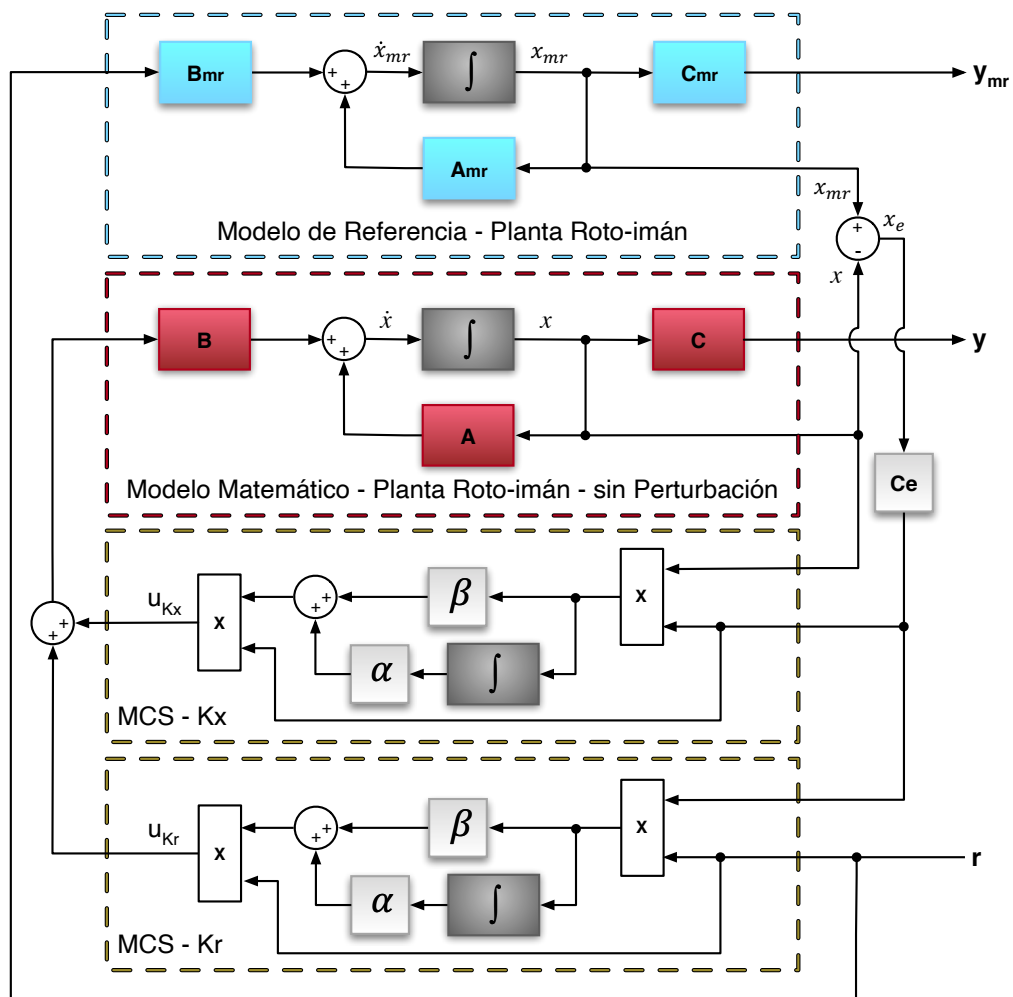 ẋmr
xmr
Bmr
+
+
∫
Cmr
ymr
Amr
xmr
xe
+
-
x
Modelo de Referencia - Planta Roto-imán
ẋ
x
B
+
+
∫
C
y
A
Ce
Modelo Matemático - Planta Roto-imán - sin Perturbación
uKx
+
+
x
+
+
β
x
α
∫
MCS - Kx
uKr
x
+
+
β
x
r
α
∫
MCS - Kr